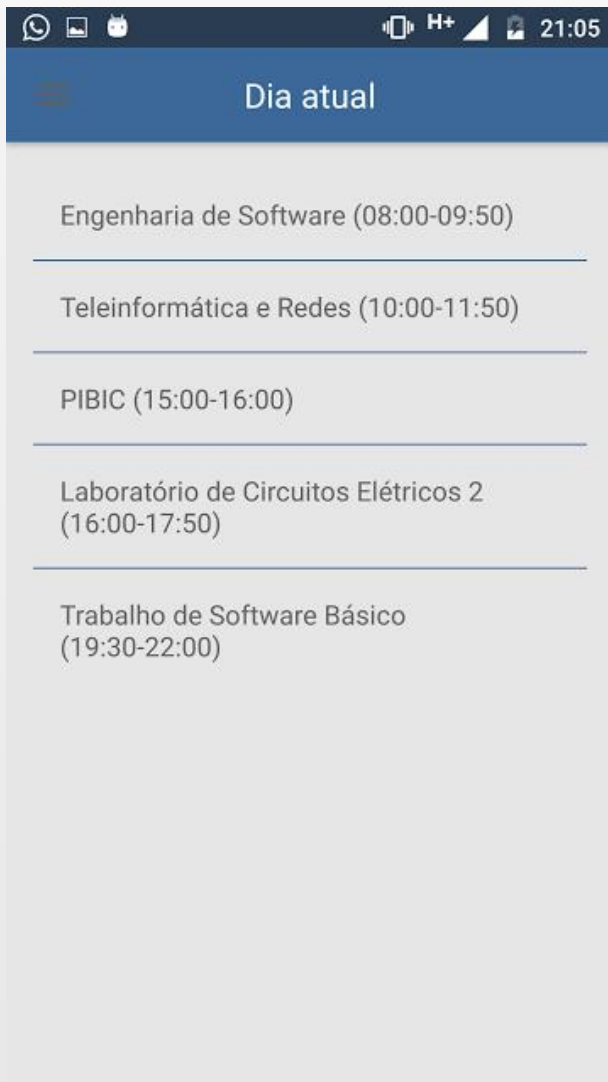 H+ 21:05
Dia atual
Engenharia de Software (08:00-09:50)
Teleinformática e Redes (10:00-11:50)
PIBIC (15:00-16:00)
Laboratório de Circuitos Elétricos 2
(16:00-17:50)
Trabalho de Software Básico
(19:30-22:00)